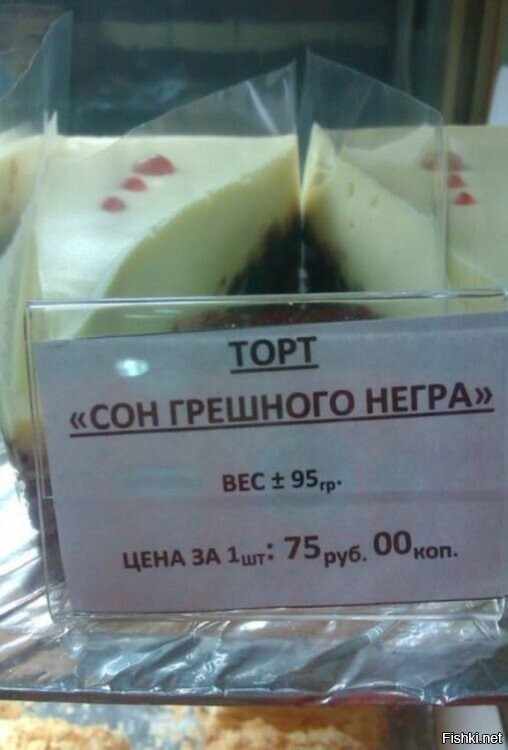 ТОРТ
«СОН ГРЕШНОГО НЕГРА»
ВЕС ± 95гр.
ЦЕНА ЗА 1шт: 75руб. 00коп.
Fishki.net